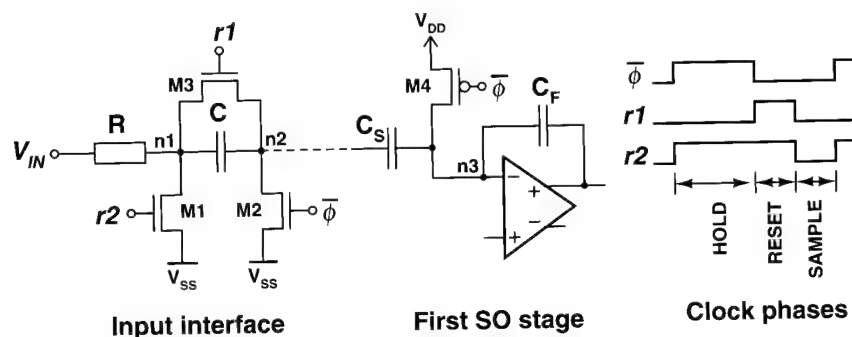 r1
M3
C
R
n1
n2
V_IN
r2
M1
M2
φ̅
V_SS
V_SS
Input interface
V_DD
M4
φ̅
C_F
C_S
n3
−
+
−
+
First SO stage
φ̅
r1
r2
HOLD
RESET
SAMPLE
Clock phases